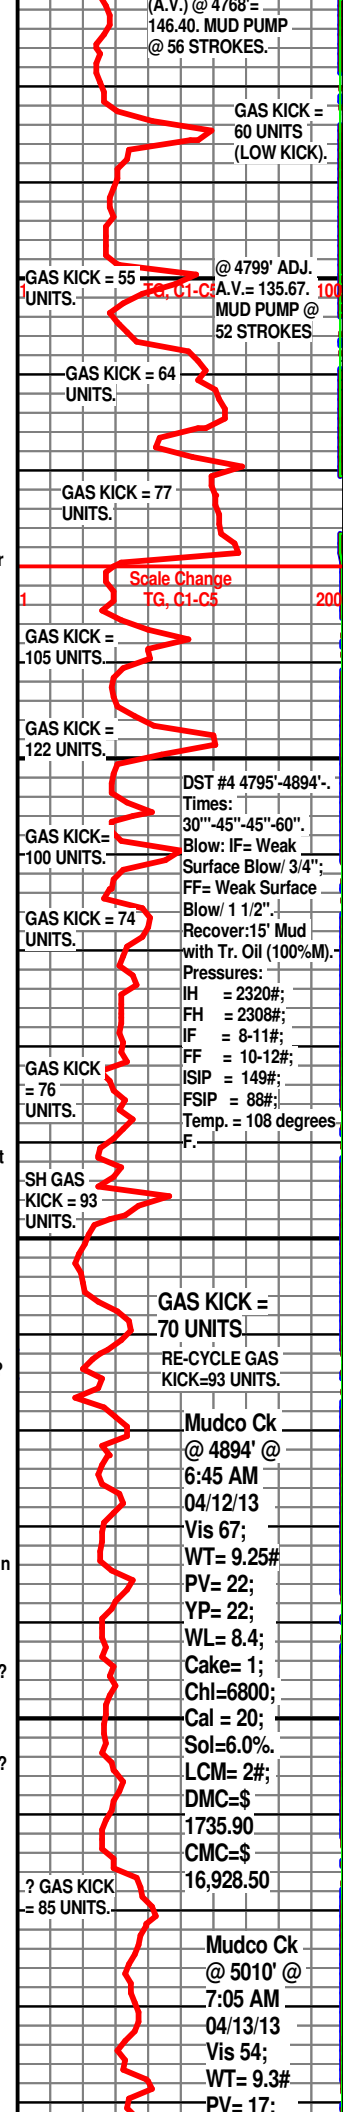 (A.V.) @ 4768'=
146.40. MUD PUMP
@ 56 STROKES.
GAS KICK =
60 UNITS
(LOW KICK).
GAS KICK = 55
UNITS.
@ 4799' ADJ.
A.V.= 135.67.
MUD PUMP @
52 STROKES
1 TG, C1-C5 100
GAS KICK = 64
UNITS.
GAS KICK = 77
UNITS.
Scale Change
1 TG, C1-C5 200
GAS KICK =
105 UNITS.
GAS KICK =
122 UNITS.
DST #4 4795'-4894'-.
Times:
30'"-45"-45"-60".
Blow: IF= Weak
Surface Blow/ 3/4";
FF= Weak Surface
Blow/ 1 1/2".
Recover:15' Mud
with Tr. Oil (100%M).
Pressures:
IH = 2320#;
FH = 2308#;
IF = 8-11#;
FF = 10-12#;
ISIP = 149#;
FSIP = 88#;
Temp. = 108 degrees
F.
GAS KICK=
100 UNITS.
GAS KICK = 74
UNITS.
GAS KICK
= 76
UNITS.
SH GAS
KICK = 93
UNITS.
GAS KICK =
70 UNITS
RE-CYCLE GAS
KICK=93 UNITS.
Mudco Ck
@ 4894' @
6:45 AM
04/12/13
Vis 67;
WT= 9.25#
PV= 22;
YP= 22;
WL= 8.4;
Cake= 1;
Chl=6800;
Cal = 20;
Sol=6.0%.
LCM= 2#;
DMC=$
1735.90
CMC=$
16,928.50
? GAS KICK
= 85 UNITS.
Mudco Ck
@ 5010' @
7:05 AM
04/13/13
Vis 54;
WT= 9.3#
PV= 17;